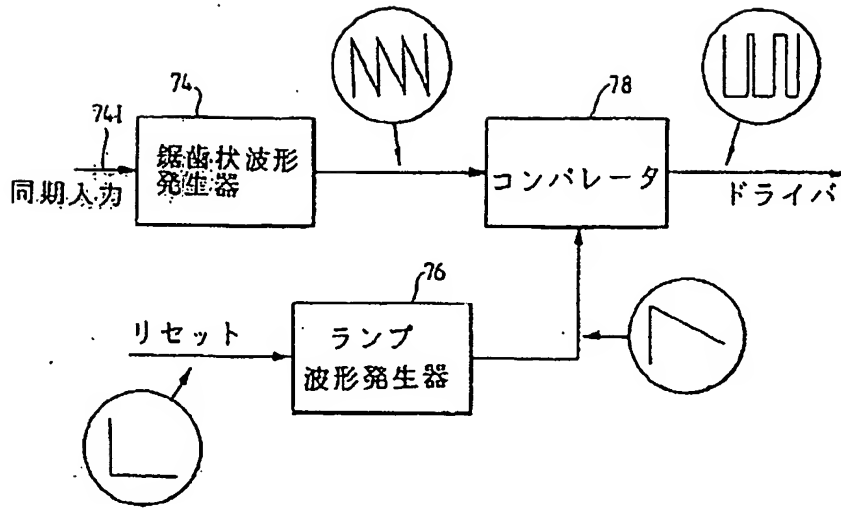 74I
74
78
同期入力
鋸歯状波形
発生器
コンパレータ
ドライバ
76
リセット
ランプ
波形発生器